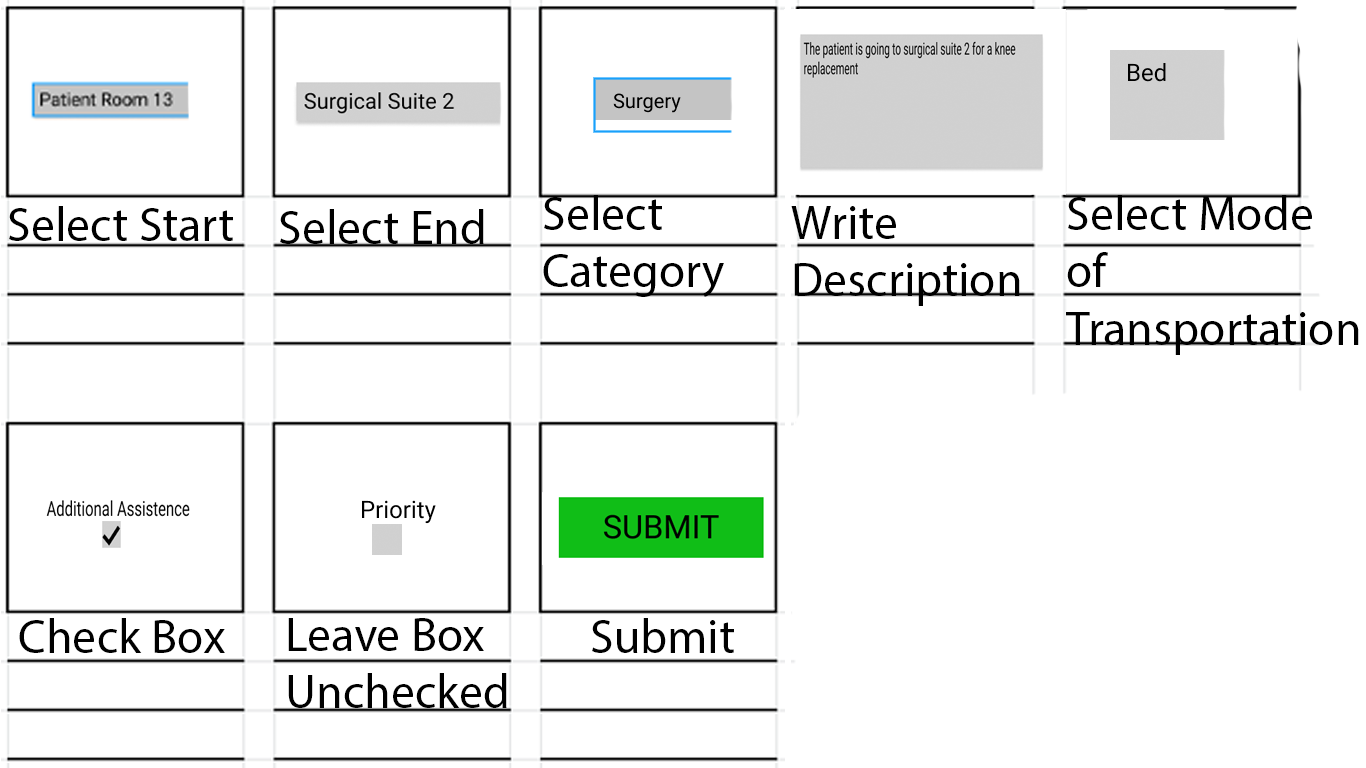 Patient Room 13
Select Start
Surgical Suite 2
Select End
Surgery
Select
Category
The patient is going to surgical suite 2 for a knee
replacement
Write
Description
Bed
Select Mode
of
Transportation
Additional Assistence
Check Box
Priority
Leave Box
Unchecked
SUBMIT
Submit